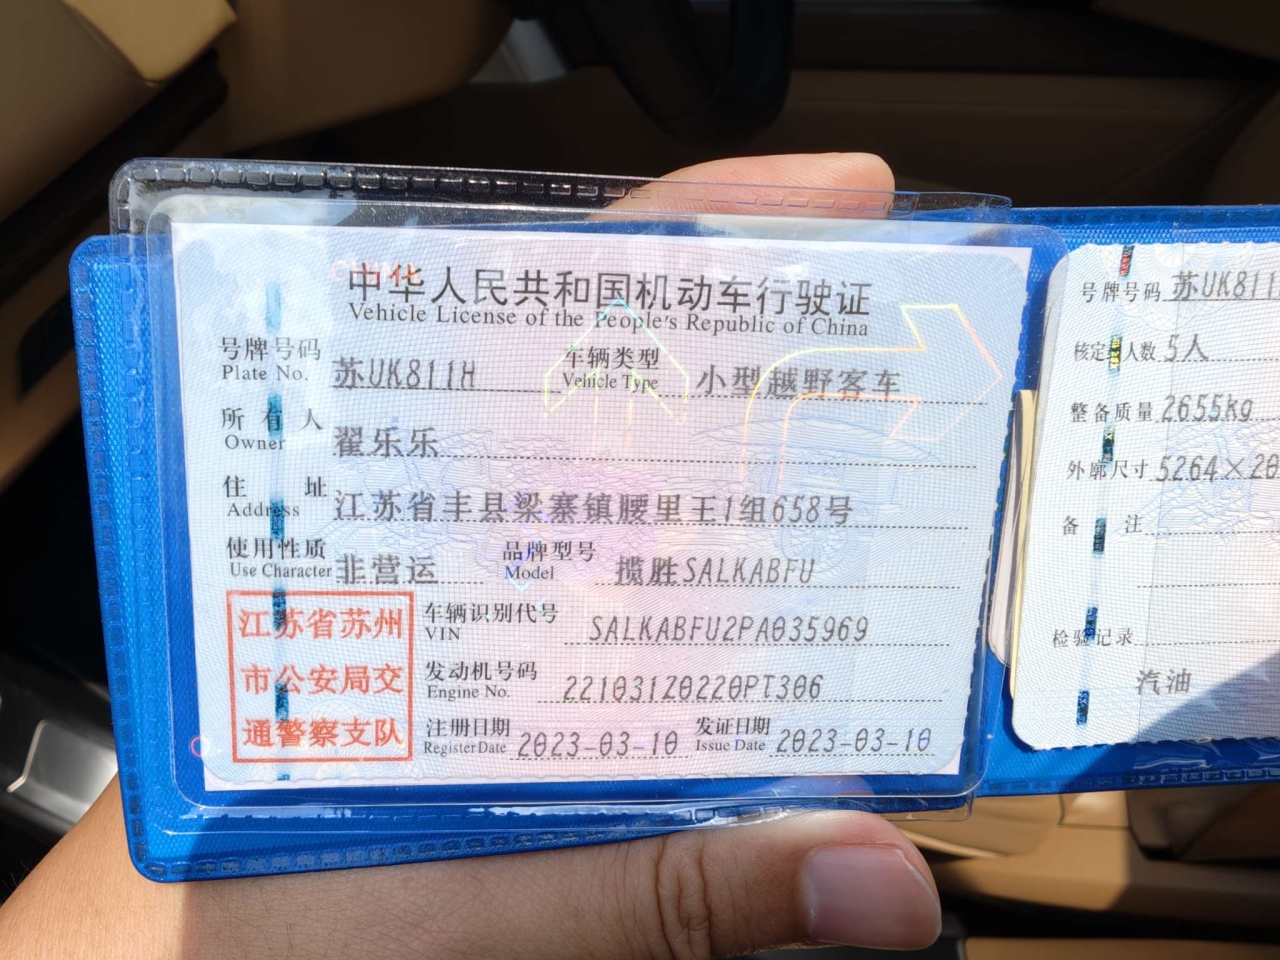 中华人民共和国机动车行驶证
Vehicle License of the People's Republic of China
号牌号码 苏UK811H 车辆类型 小型越野客车
Plate No. Vehicle Type
所有人 翟乐乐
Owner
住址 江苏省丰县梁寨镇腰里王1组658号
Address
使用性质 非营运 品牌型号 揽胜SALKABFU
Use Character Model
江苏省苏州
市公安局交
通警察支队
车辆识别代号 SALKABFU2PA035969
VIN
发动机号码 221031Z0220PT306
Engine No.
注册日期 2023-03-10 发证日期 2023-03-10
Register Date Issue Date
号牌号码 苏UK811
核定 人数 5人
整备质量 2655kg
外廓尺寸 5264×20
备注
检验记录
汽油